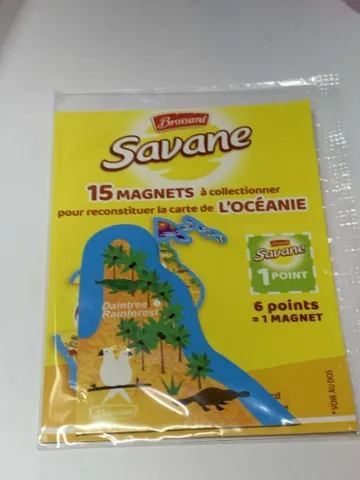 Brossard
Savane
15 MAGNETS à collectionner
pour reconstituer la carte de L'OCÉANIE
Brossard
Savane
1 POINT
6 points
= 1 MAGNET
Daintree
Rainforest
Brossard
* VOIR AU DOS